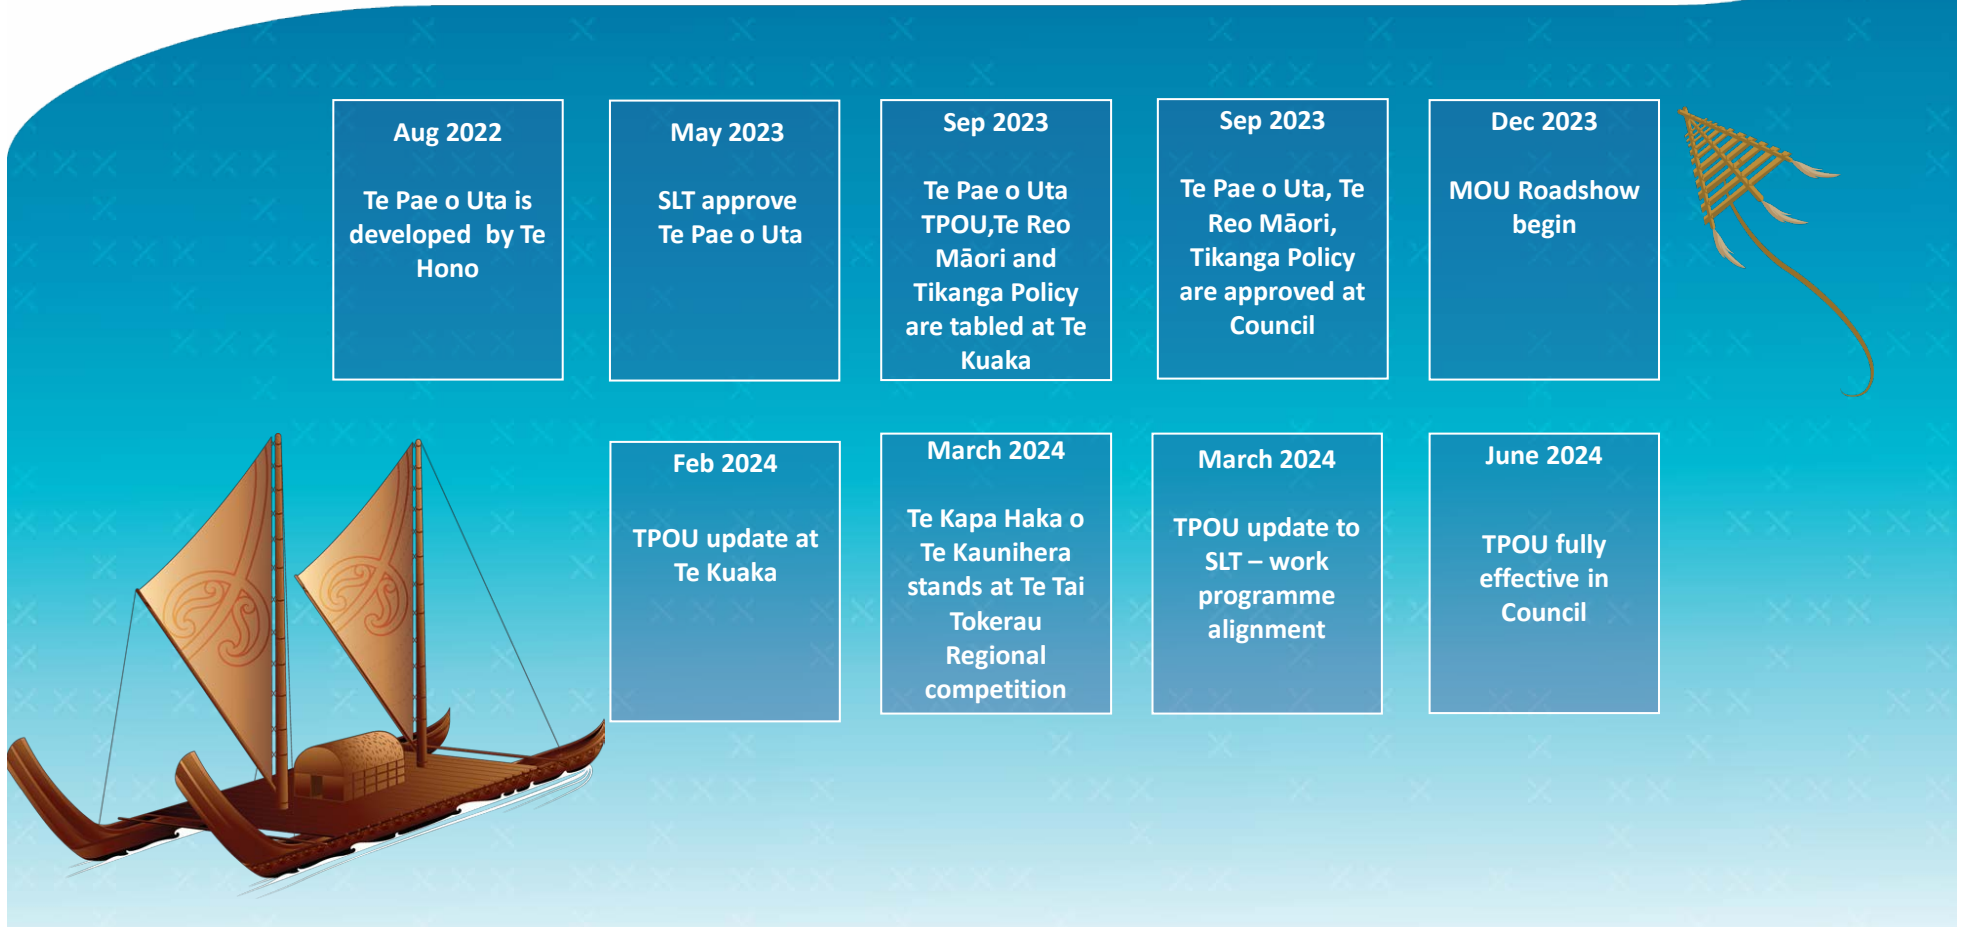 Aug 2022
Te Pae o Uta is
developed by Te
Hono
May 2023
SLT approve
Te Pae o Uta
Sep 2023
Te Pae o Uta
TPOU,Te Reo
Māori and
Tikanga Policy
are tabled at Te
Kuaka
Sep 2023
Te Pae o Uta, Te
Reo Māori,
Tikanga Policy
are approved at
Council
Dec 2023
MOU Roadshow
begin
Feb 2024
TPOU update at
Te Kuaka
March 2024
Te Kapa Haka o
Te Kaunihera
stands at Te Tai
Tokerau
Regional
competition
March 2024
TPOU update to
SLT – work
programme
alignment
June 2024
TPOU fully
effective in
Council